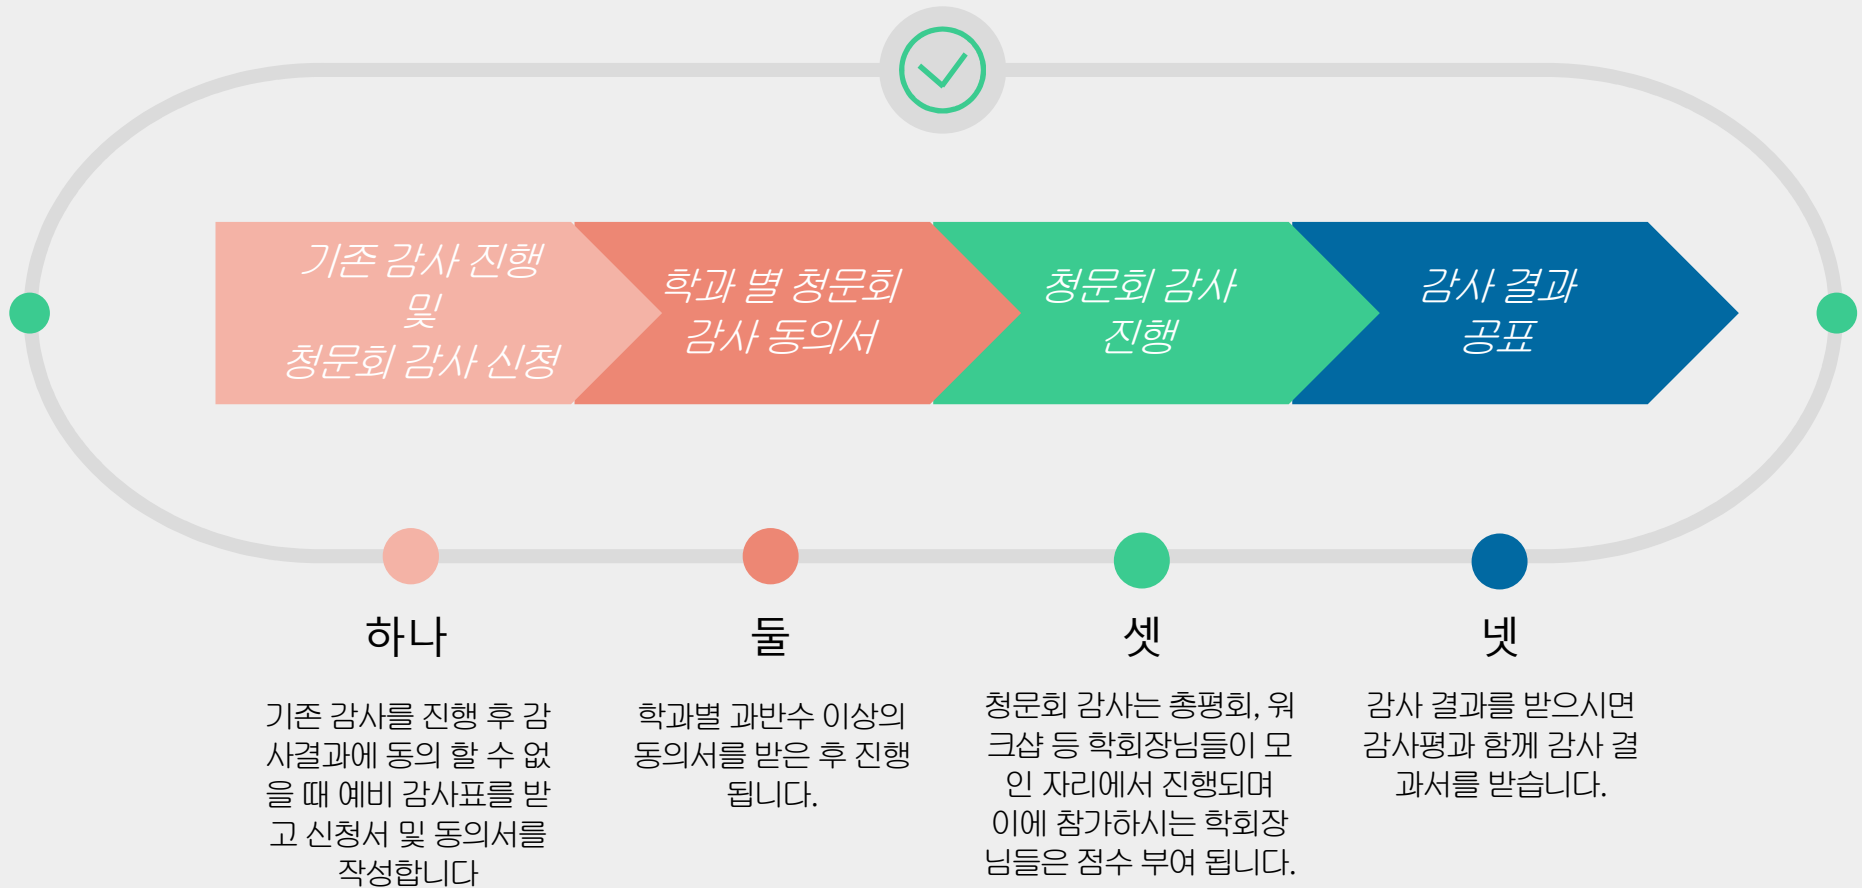 기존 감사 진행
및
청문회 감사 신청
학과 별 청문회
감사 동의서
청문회 감사
진행
감사 결과
공표
하나
기존 감사를 진행 후 감
사결과에 동의 할 수 없
을 때 예비 감사표를 받
고 신청서 및 동의서를
작성합니다
둘
학과별 과반수 이상의
동의서를 받은 후 진행
됩니다.
셋
청문회 감사는 총평회, 워
크샵 등 학회장님들이 모
인 자리에서 진행되며
이에 참가하시는 학회장
님들은 점수 부여 됩니다.
넷
감사 결과를 받으시면
감사평과 함께 감사 결
과서를 받습니다.